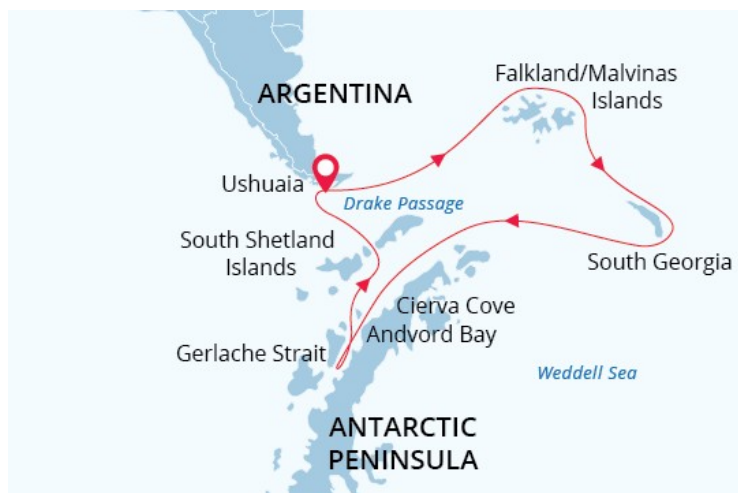 Falkland/Malvinas
Islands
ARGENTINA
Ushuaia
Drake Passage
South Shetland
Islands
South Georgia
Cierva Cove
Andvord Bay
Gerlache Strait
Weddell Sea
ANTARCTIC
PENINSULA